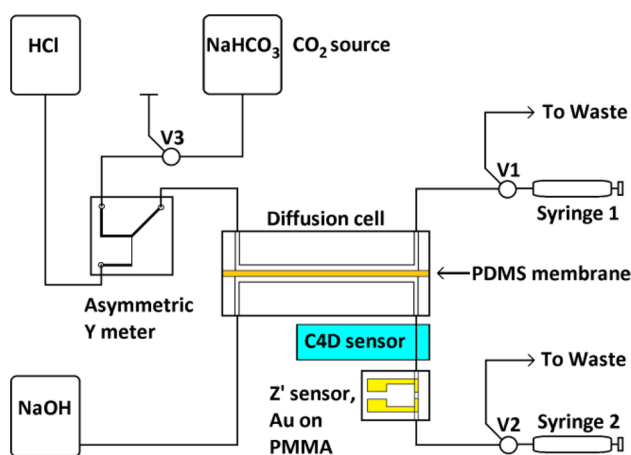 HCl
NaHCO3
CO2 source
To Waste
V3
V1
Syringe 1
Diffusion cell
PDMS membrane
Asymmetric
Y meter
C4D sensor
To Waste
Z' sensor,
Au on
PMMA
NaOH
V2
Syringe 2